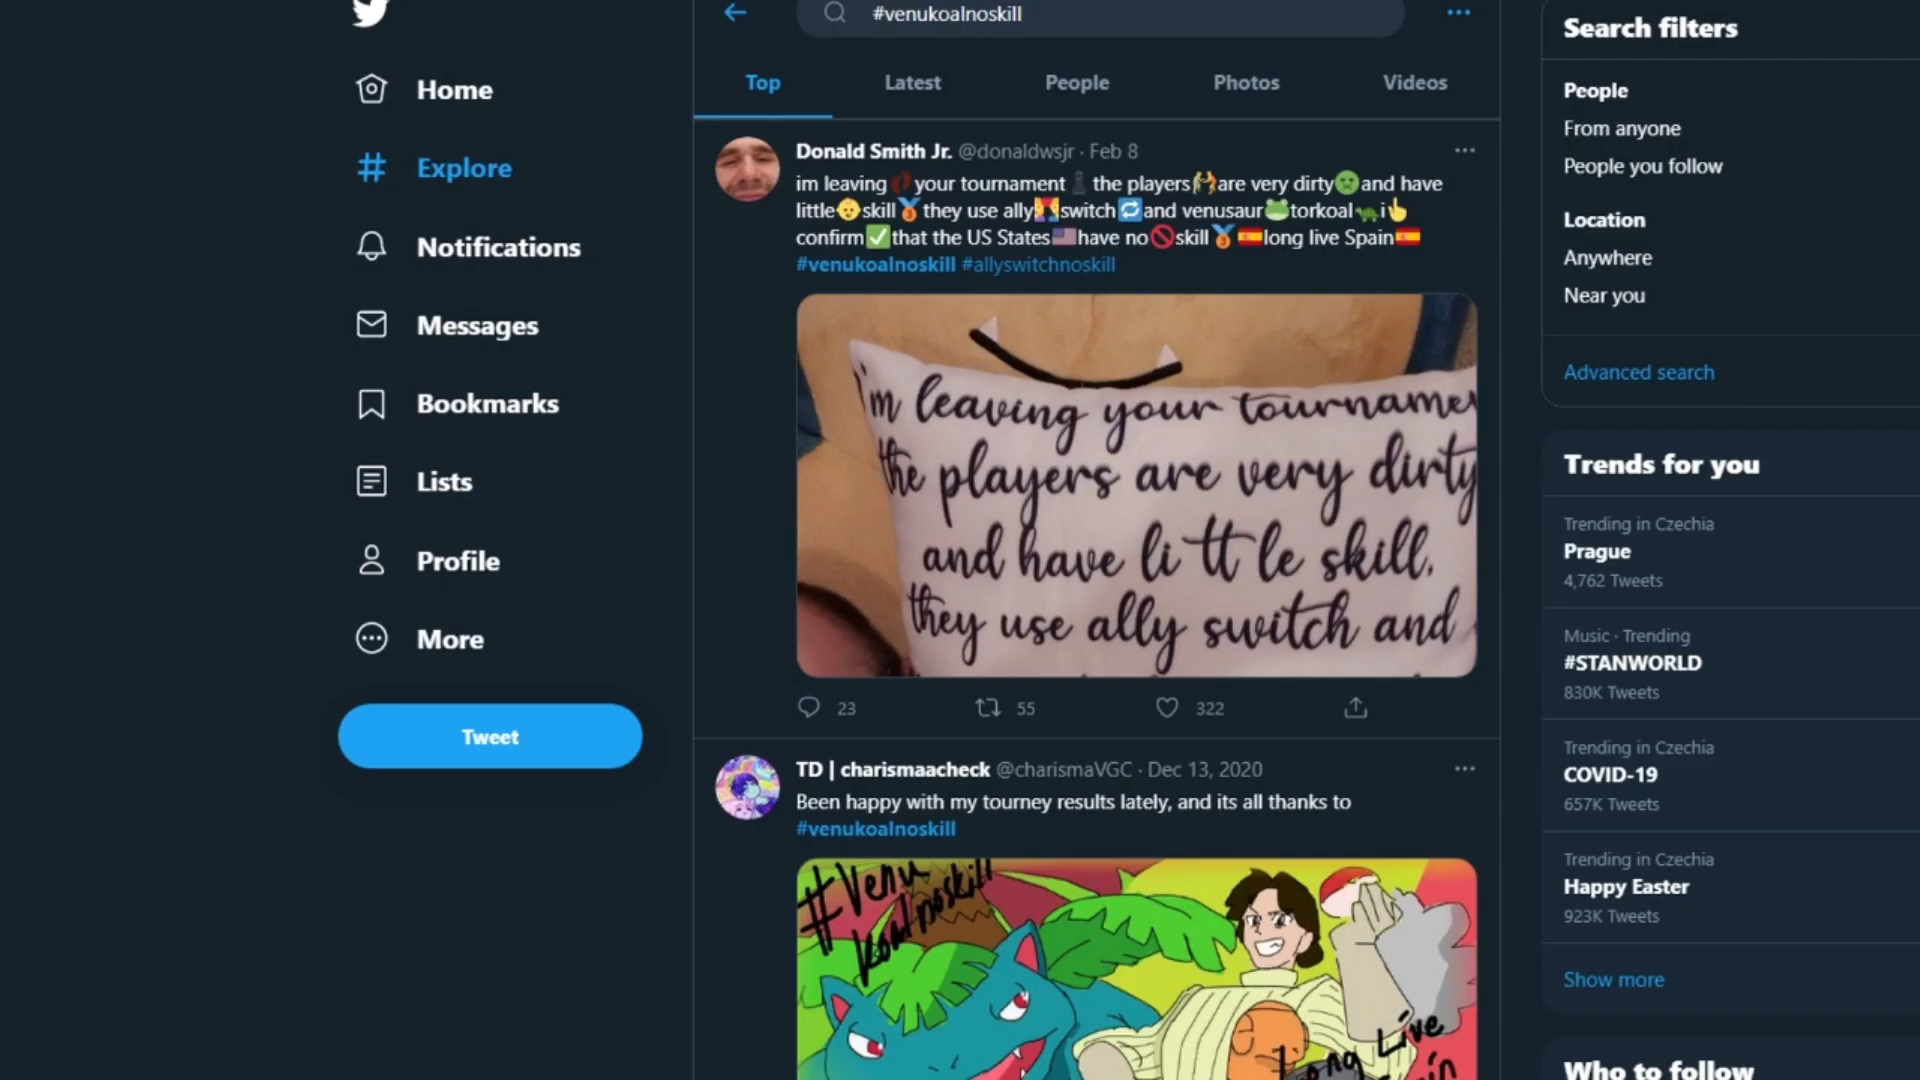 #venukoalnoskill
Home
Explore
Notifications
Messages
Bookmarks
Lists
Profile
More
Tweet
Top Latest People Photos Videos
Donald Smith Jr. @donaldwsjr · Feb 8
im leaving👣your tournament♟the players🤼are very dirty🤢and have
little👶skill🥉they use ally👯switch🔁and venusaur🐸torkoal🐢i👆
confirm✅that the US States🇺🇸have no🚫skill🥉🇪🇸long live Spain🇪🇸
#venukoalnoskill #allyswitchnoskill
i'm leaving your
the players are very dirty
and have little skill.
they use ally switch and
23 55 322
TD | charismaacheck @charismaVGC · Dec 13, 2020
Been happy with my tourney results lately, and its all thanks to
#venukoalnoskill
#Venu
koalnoskill
Long Live
Search filters
People
From anyone
People you follow
Location
Anywhere
Near you
Advanced search
Trends for you
Trending in Czechia
Prague
4,762 Tweets
Music · Trending
#STANWORLD
830K Tweets
Trending in Czechia
COVID-19
657K Tweets
Trending in Czechia
Happy Easter
923K Tweets
Show more
Who to follow